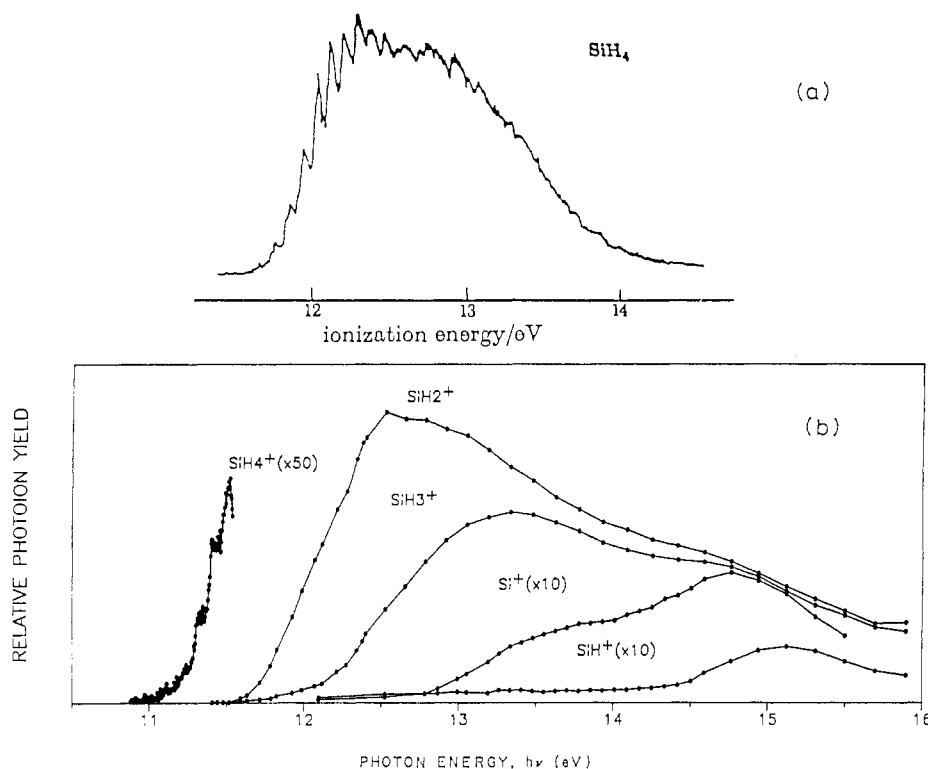 SiH4
(a)
12 13 14
ionization energy/eV
RELATIVE PHOTOION YIELD
(b)
SiH2+
SiH4+(x50)
SiH3+
Si+(x10)
SiH+(x10)
11 12 13 14 15 16
PHOTON ENERGY, hν (eV)